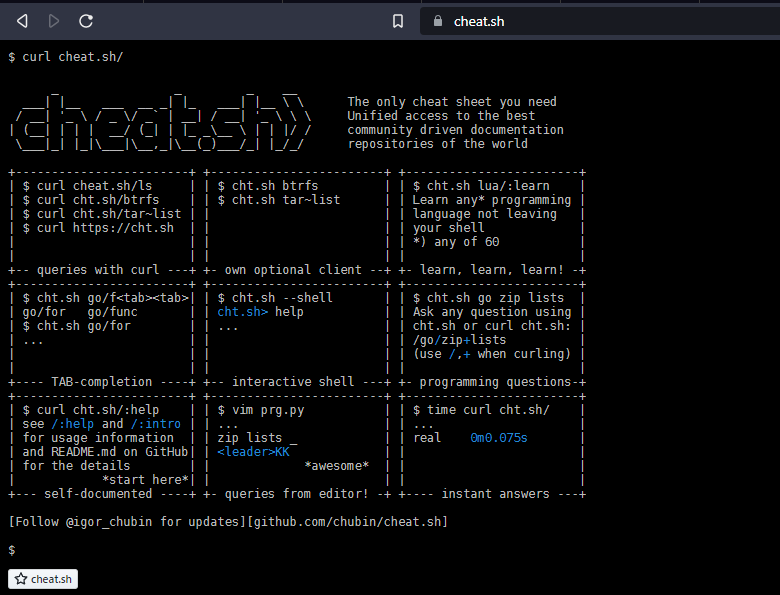 cheat.sh
$ curl cheat.sh/
cheat.sh
The only cheat sheet you need
Unified access to the best
community driven documentation
repositories of the world
$ curl cheat.sh/ls
$ curl cht.sh/btrfs
$ curl cht.sh/tar~list
$ curl https://cht.sh
queries with curl
$ cht.sh btrfs
$ cht.sh tar~list
own optional client
$ cht.sh lua/:learn
Learn any* programming
language not leaving
your shell
*) any of 60
learn, learn, learn!
$ cht.sh go/f<tab><tab>
go/for   go/func
$ cht.sh go/for
...
TAB-completion
$ cht.sh --shell
cht.sh> help
...
interactive shell
$ cht.sh go zip lists
Ask any question using
cht.sh or curl cht.sh:
/go/zip+lists
(use /,+ when curling)
programming questions
$ curl cht.sh/:help
see /:help and /:intro
for usage information
and README.md on GitHub
for the details
*start here*
self-documented
$ vim prg.py
...
zip lists _
<leader>KK
*awesome*
queries from editor!
$ time curl cht.sh/
...
real    0m0.075s
instant answers
[Follow @igor_chubin for updates][github.com/chubin/cheat.sh]
$
cheat.sh